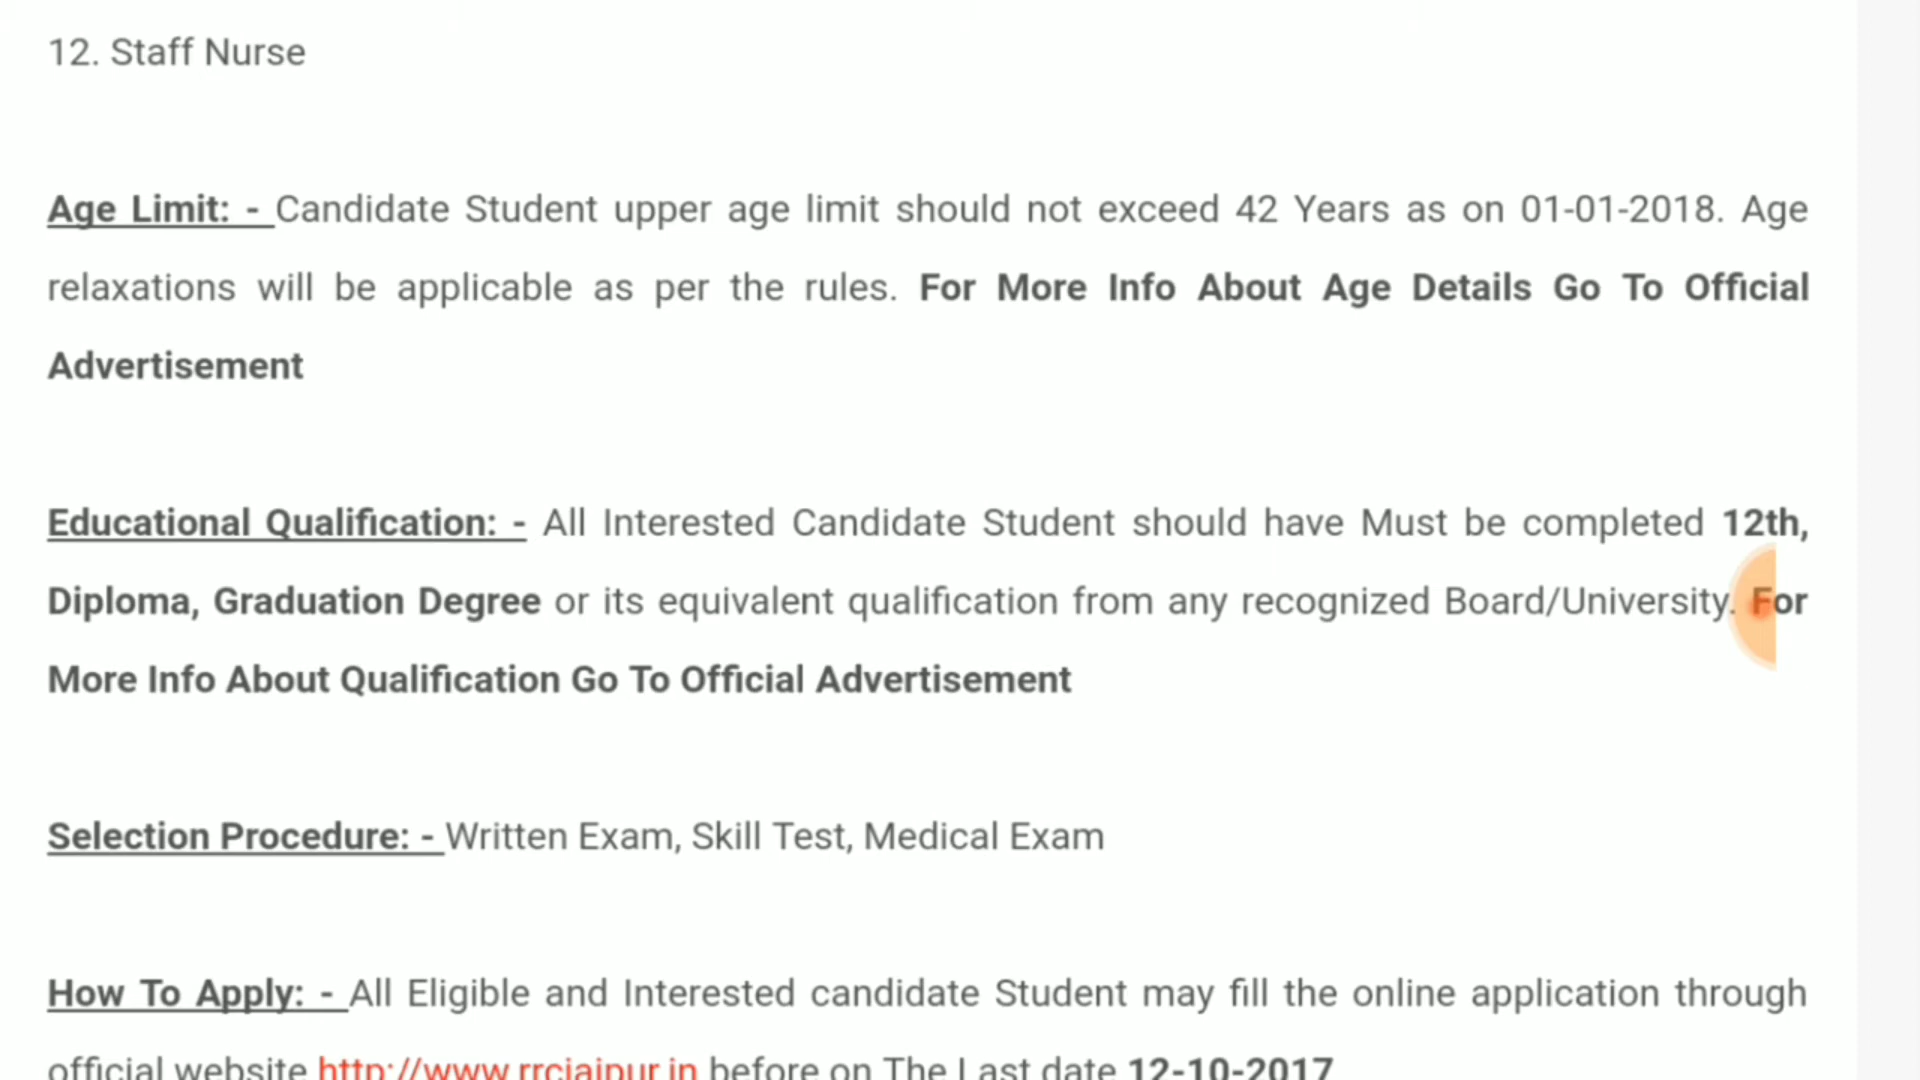 12. Staff Nurse
Age Limit: - Candidate Student upper age limit should not exceed 42 Years as on 01-01-2018. Age
relaxations will be applicable as per the rules. For More Info About Age Details Go To Official
Advertisement
Educational Qualification: - All Interested Candidate Student should have Must be completed 12th,
Diploma, Graduation Degree or its equivalent qualification from any recognized Board/University. For
More Info About Qualification Go To Official Advertisement
Selection Procedure: - Written Exam, Skill Test, Medical Exam
How To Apply: - All Eligible and Interested candidate Student may fill the online application through
official website http://www.rrcjaipur.in before on The Last date 12-10-2017